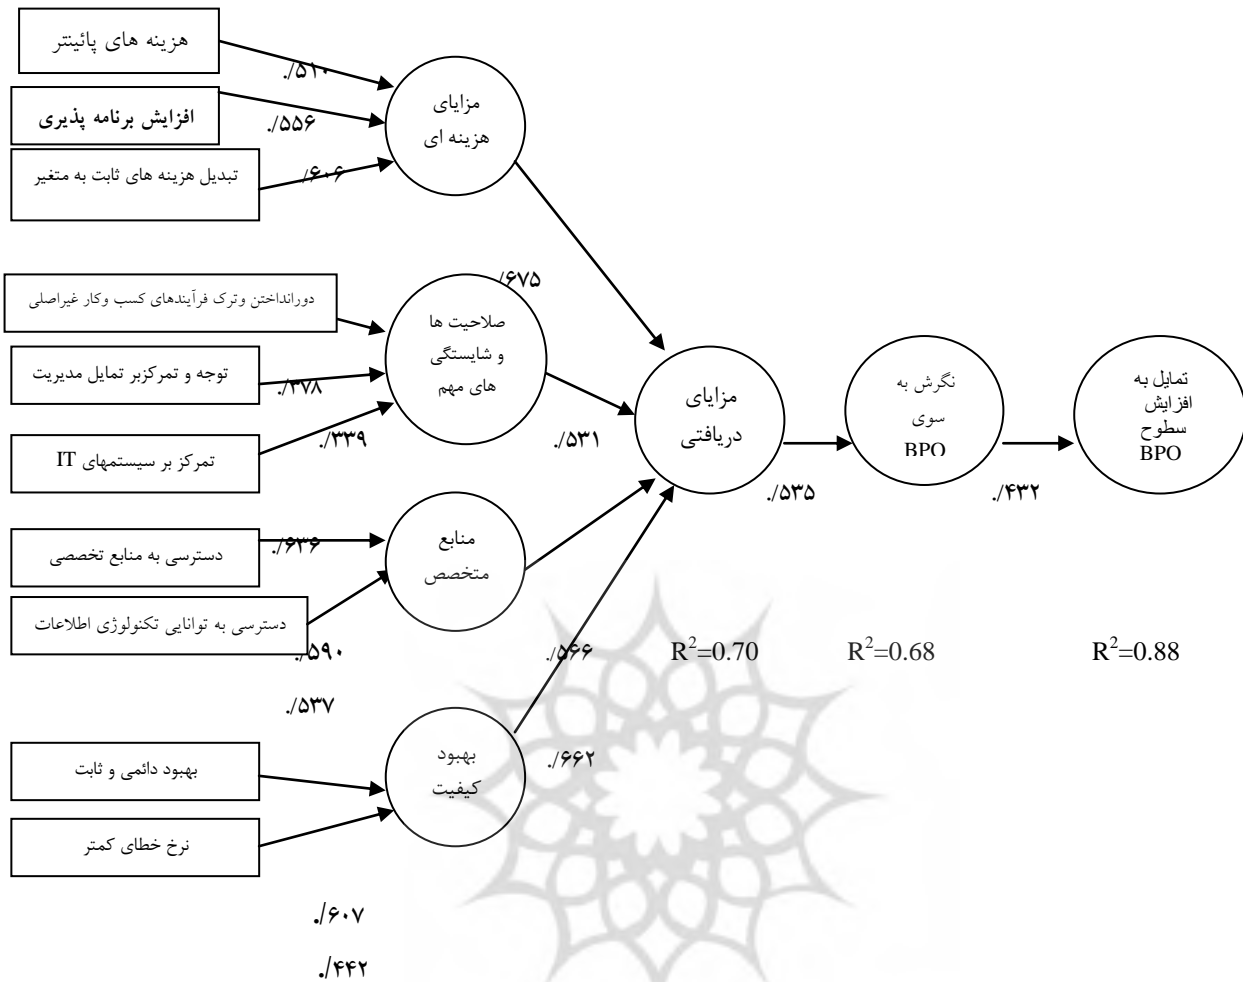 هزینه های پائینتر
./۵۱۰
افزایش برنامه پذیری
./۵۵۶
تبدیل هزینه های ثابت به متغیر
./۶۰۶
مزایای
هزینه ای
دورانداختن وترک فرآیندهای کسب وکار غیراصلی
توجه و تمرکزبر تمایل مدیریت
./۳۷۸
تمرکز بر سیستمهای IT
./۳۳۹
صلاحیت ها
و شایستگی
های مهم
./۶۷۵
./۵۳۱
دسترسی به منابع تخصصی
./۶۳۶
دسترسی به توانایی تکنولوژی اطلاعات
./۵۹۰
./۵۳۷
منابع
متخصص
./۵۶۶
بهبود دائمی و ثابت
نرخ خطای کمتر
بهبود
کیفیت
./۶۶۲
./۶۰۷
./۴۴۲
مزایای
دریافتی
./۵۳۵
نگرش به
سوی
BPO
./۴۳۲
تمایل به
افزایش
سطوح
BPO
R²=0.70
R²=0.68
R²=0.88